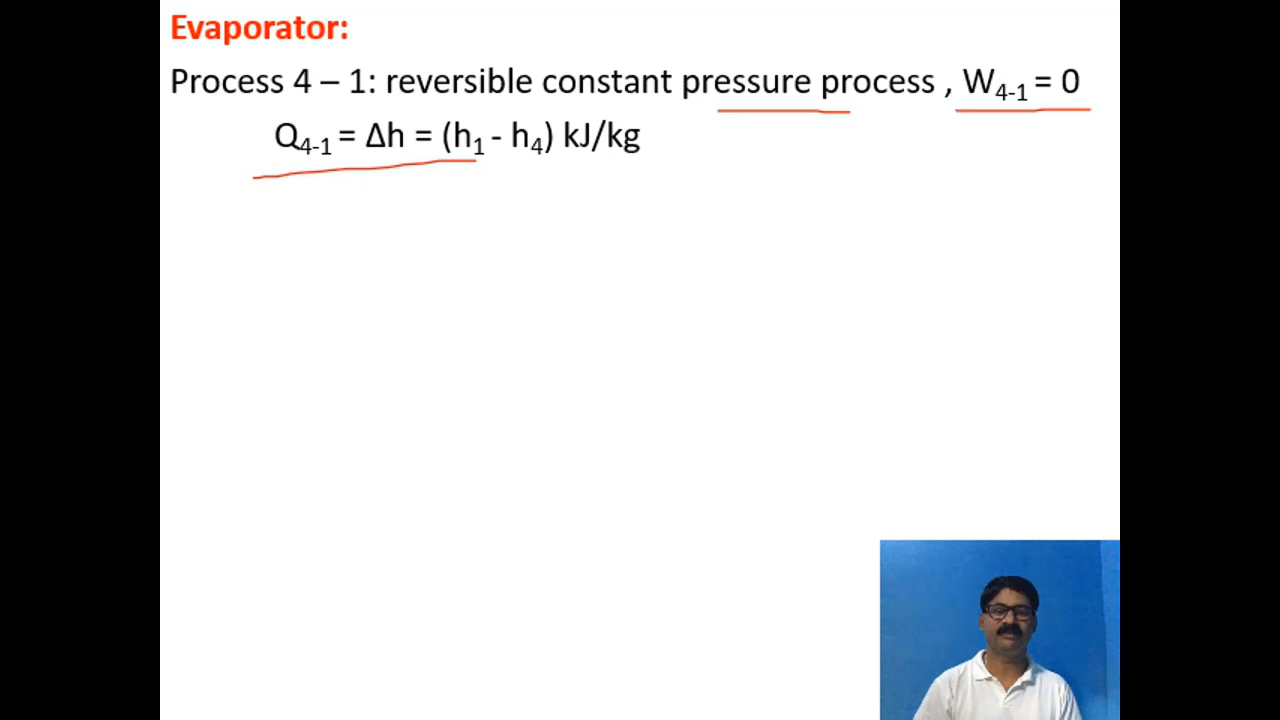 Evaporator:
Process 4 – 1: reversible constant pressure process , W₄₋₁ = 0
Q₄₋₁ = Δh = (h₁ - h₄) kJ/kg